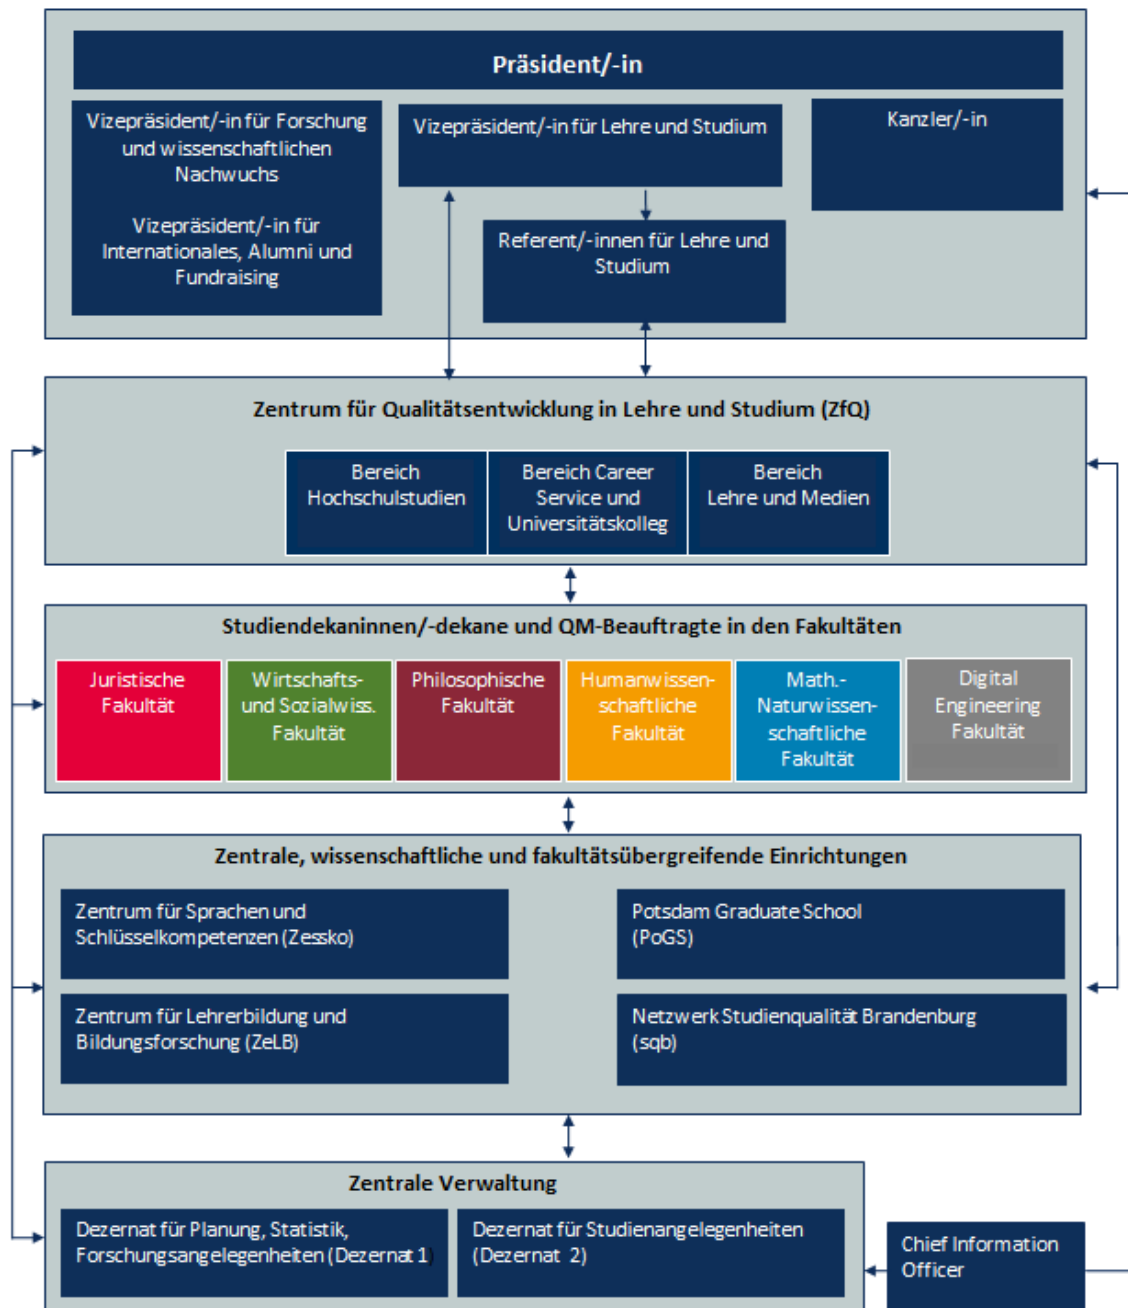 Präsident/-in
Vizepräsident/-in für Forschung
und wissenschaftlichen
Nachwuchs
Vizepräsident/-in für
Internationales, Alumni und
Fundraising
Vizepräsident/-in für Lehre und Studium
Referent/-innen für Lehre und
Studium
Kanzler/-in
Zentrum für Qualitätsentwicklung in Lehre und Studium (ZfQ)
Bereich
Hochschulstudien
Bereich Career
Service und
Universitätskolleg
Bereich
Lehre und Medien
Studiendekaninnen/-dekane und QM-Beauftragte in den Fakultäten
Juristische
Fakultät
Wirtschafts-
und Sozialwiss.
Fakultät
Philosophische
Fakultät
Humanwissen-
schaftliche
Fakultät
Math.-
Naturwissen-
schaftliche
Fakultät
Digital
Engineering
Fakultät
Zentrale, wissenschaftliche und fakultätsübergreifende Einrichtungen
Zentrum für Sprachen und
Schlüsselkompetenzen (Zessko)
Potsdam Graduate School
(PoGS)
Zentrum für Lehrerbildung und
Bildungsforschung (ZeLB)
Netzwerk Studienqualität Brandenburg
(sqb)
Zentrale Verwaltung
Dezernat für Planung, Statistik,
Forschungsangelegenheiten (Dezernat 1)
Dezernat für Studienangelegenheiten
(Dezernat 2)
Chief Information
Officer